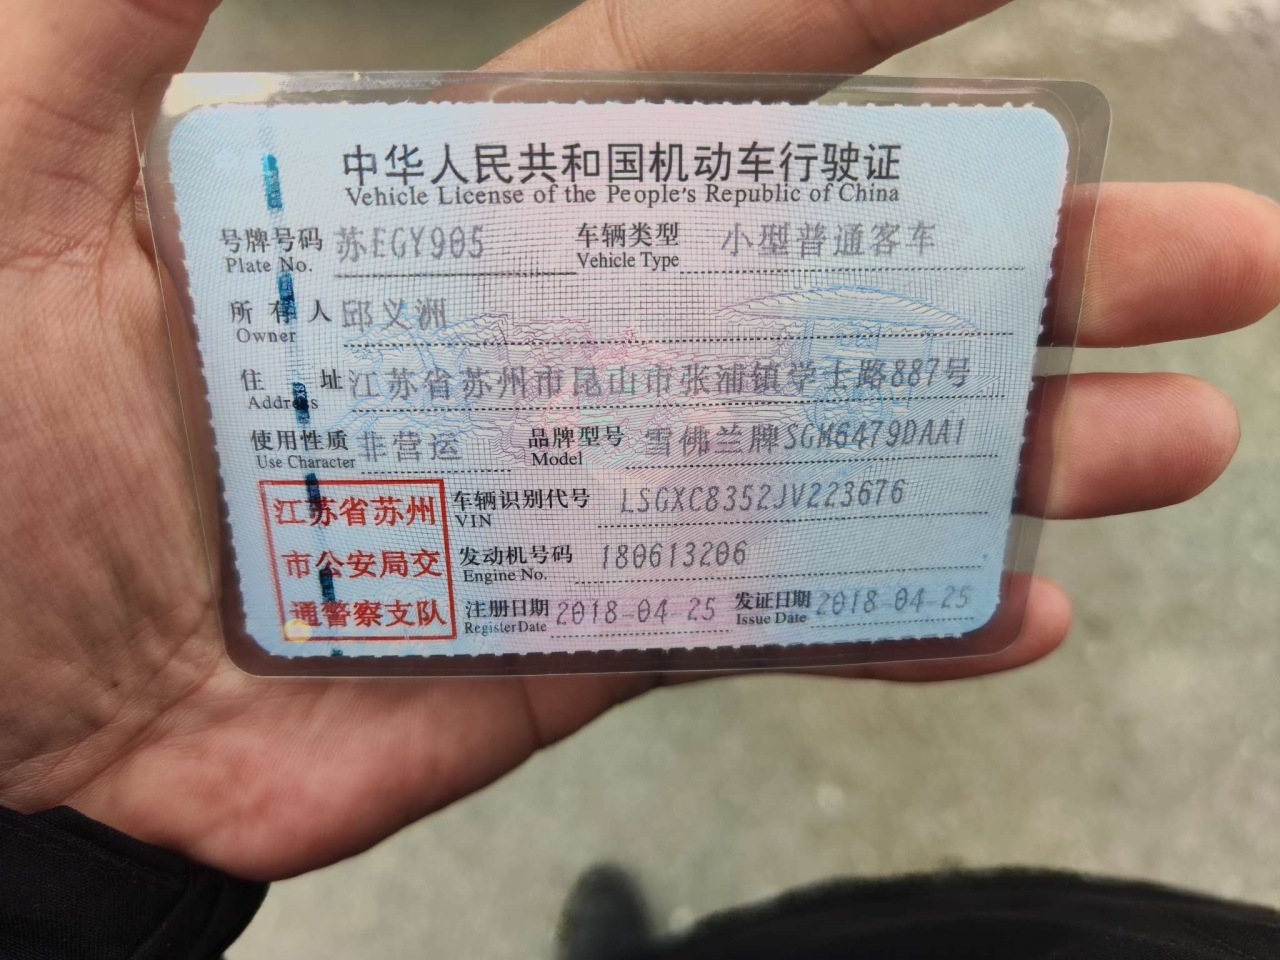 中华人民共和国机动车行驶证
Vehicle License of the People's Republic of China
号牌号码 苏EGY905 车辆类型 小型普通客车
Plate No. Vehicle Type
所有人 邱义洲
Owner
住址 江苏省苏州市昆山市张浦镇学士路887号
Address
使用性质 非营运 品牌型号 雪佛兰牌SGM6479DAA1
Use Character Model
江苏省苏州
市公安局交
通警察支队
车辆识别代号 LSGXC8352JV223676
VIN
发动机号码 180613206
Engine No.
注册日期 2018-04-25 发证日期 2018-04-25
Register Date Issue Date